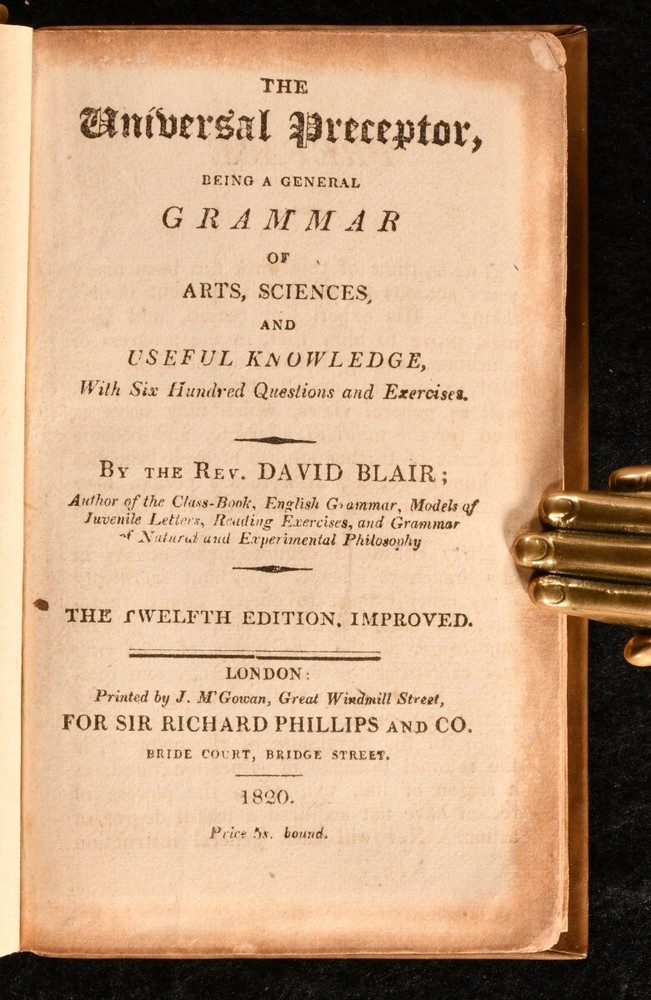 THE
Universal Preceptor,
BEING A GENERAL
GRAMMAR
OF
ARTS, SCIENCES,
AND
USEFUL KNOWLEDGE,
With Six Hundred Questions and Exercises.
BY THE REV. DAVID BLAIR;
Author of the Class-Book, English Grammar, Models of
Juvenile Letters, Reading Exercises, and Grammar
of Natural and Experimental Philosophy
THE TWELFTH EDITION, IMPROVED.
LONDON:
Printed by J. M'Gowan, Great Windmill Street,
FOR SIR RICHARD PHILLIPS AND CO.
BRIDE COURT, BRIDGE STREET.
1820.
Price 5s. bound.